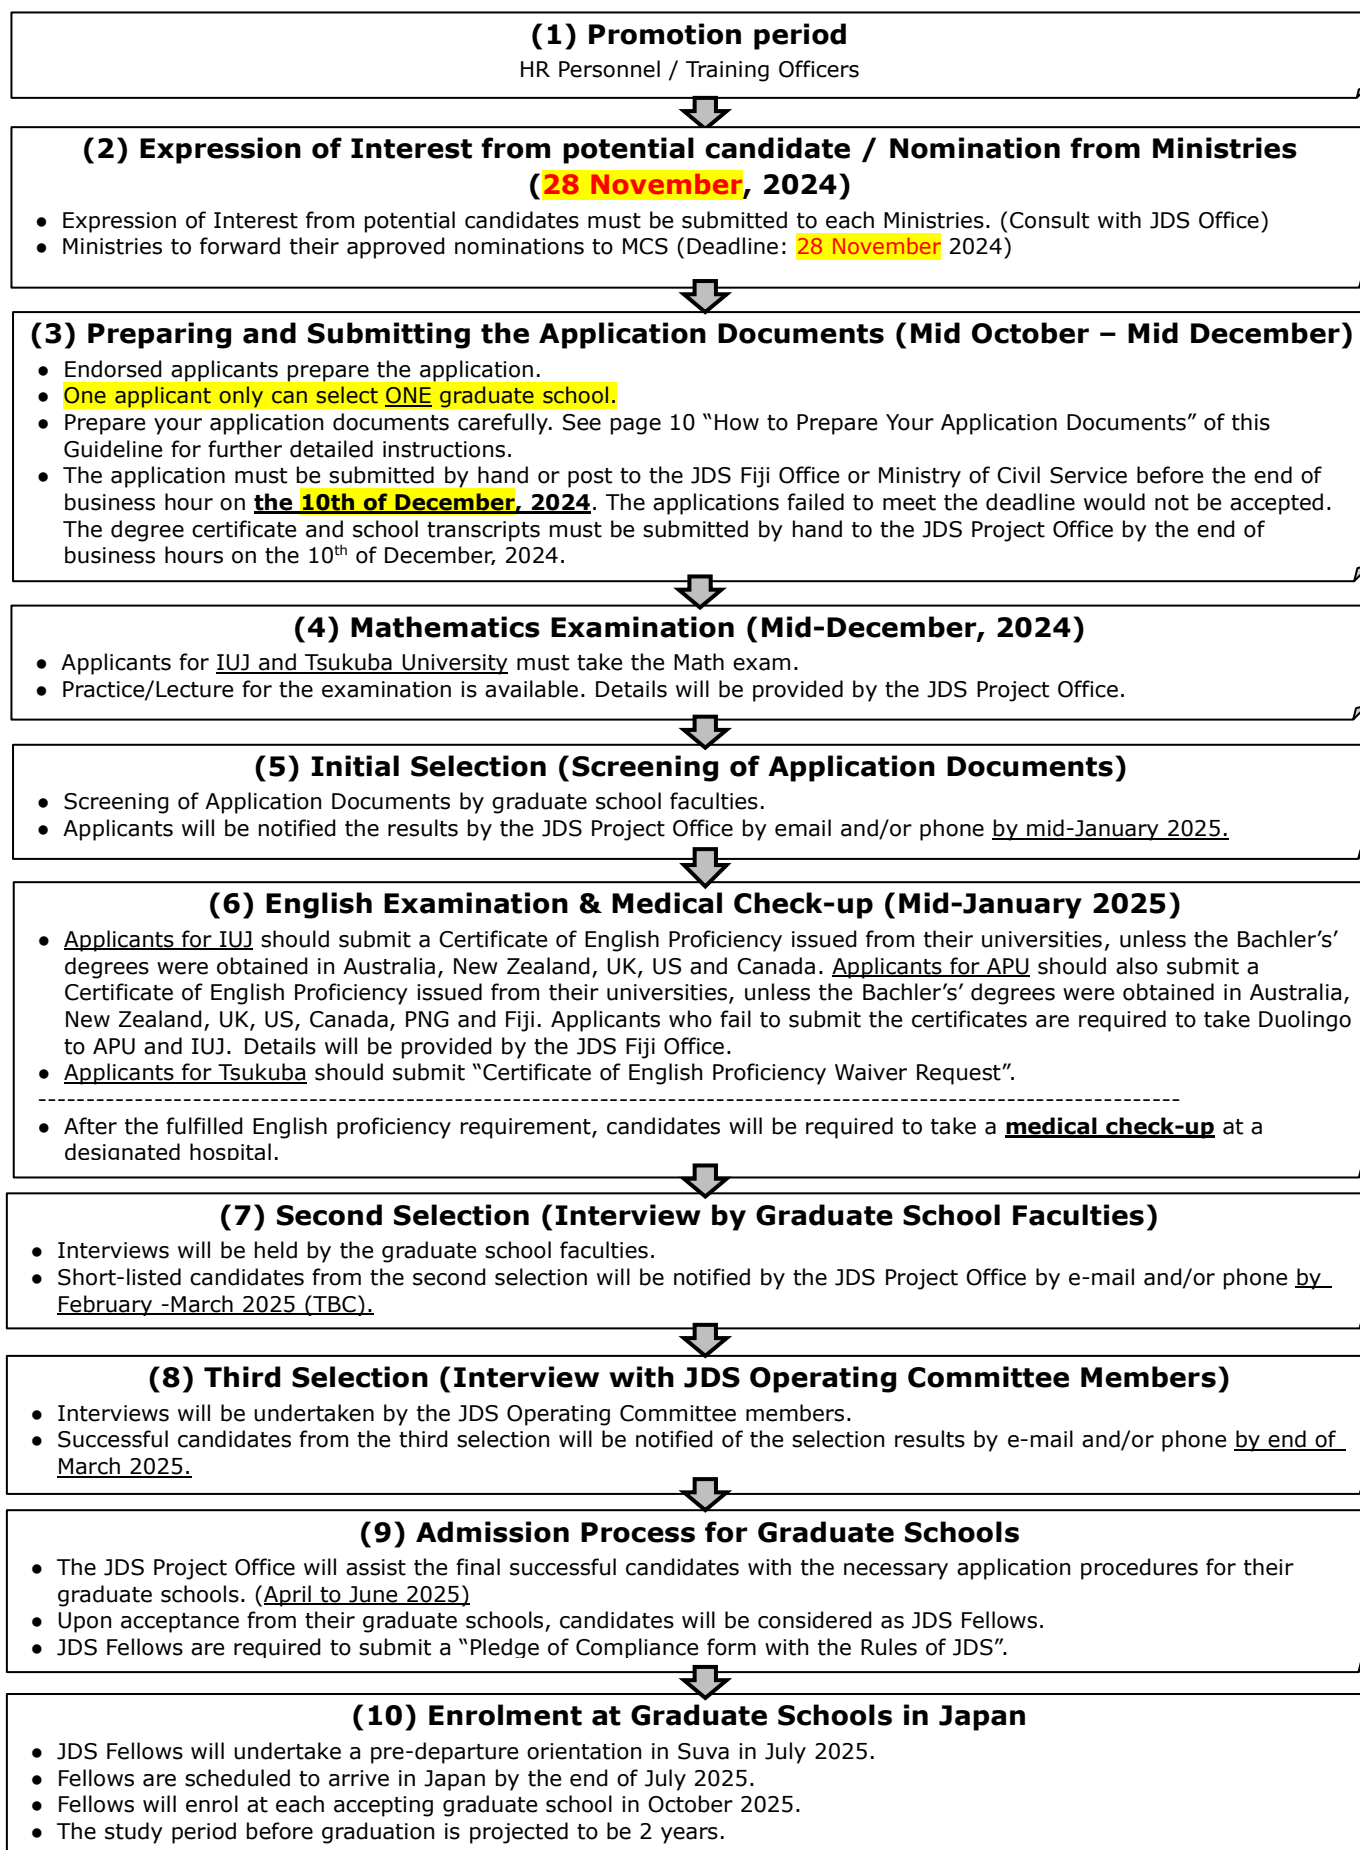 (1) Promotion period
HR Personnel / Training Officers
(2) Expression of Interest from potential candidate / Nomination from Ministries
(28 November, 2024)
● Expression of Interest from potential candidates must be submitted to each Ministries. (Consult with JDS Office)
● Ministries to forward their approved nominations to MCS (Deadline: 28 November 2024)
(3) Preparing and Submitting the Application Documents (Mid October – Mid December)
● Endorsed applicants prepare the application.
● One applicant only can select ONE graduate school.
● Prepare your application documents carefully. See page 10 “How to Prepare Your Application Documents” of this
Guideline for further detailed instructions.
● The application must be submitted by hand or post to the JDS Fiji Office or Ministry of Civil Service before the end of
business hour on the 10th of December, 2024. The applications failed to meet the deadline would not be accepted.
The degree certificate and school transcripts must be submitted by hand to the JDS Project Office by the end of
business hours on the 10th of December, 2024.
(4) Mathematics Examination (Mid-December, 2024)
● Applicants for IUJ and Tsukuba University must take the Math exam.
● Practice/Lecture for the examination is available. Details will be provided by the JDS Project Office.
(5) Initial Selection (Screening of Application Documents)
● Screening of Application Documents by graduate school faculties.
● Applicants will be notified the results by the JDS Project Office by email and/or phone by mid-January 2025.
(6) English Examination & Medical Check-up (Mid-January 2025)
● Applicants for IUJ should submit a Certificate of English Proficiency issued from their universities, unless the Bachler’s’
degrees were obtained in Australia, New Zealand, UK, US and Canada. Applicants for APU should also submit a
Certificate of English Proficiency issued from their universities, unless the Bachler’s’ degrees were obtained in Australia,
New Zealand, UK, US, Canada, PNG and Fiji. Applicants who fail to submit the certificates are required to take Duolingo
to APU and IUJ. Details will be provided by the JDS Fiji Office.
● Applicants for Tsukuba should submit “Certificate of English Proficiency Waiver Request”.
------------------------------------------------------------------------------------------------------------------------
● After the fulfilled English proficiency requirement, candidates will be required to take a medical check-up at a
designated hospital.
(7) Second Selection (Interview by Graduate School Faculties)
● Interviews will be held by the graduate school faculties.
● Short-listed candidates from the second selection will be notified by the JDS Project Office by e-mail and/or phone by
February -March 2025 (TBC).
(8) Third Selection (Interview with JDS Operating Committee Members)
● Interviews will be undertaken by the JDS Operating Committee members.
● Successful candidates from the third selection will be notified of the selection results by e-mail and/or phone by end of
March 2025.
(9) Admission Process for Graduate Schools
● The JDS Project Office will assist the final successful candidates with the necessary application procedures for their
graduate schools. (April to June 2025)
● Upon acceptance from their graduate schools, candidates will be considered as JDS Fellows.
● JDS Fellows are required to submit a “Pledge of Compliance form with the Rules of JDS”.
(10) Enrolment at Graduate Schools in Japan
● JDS Fellows will undertake a pre-departure orientation in Suva in July 2025.
● Fellows are scheduled to arrive in Japan by the end of July 2025.
● Fellows will enrol at each accepting graduate school in October 2025.
● The study period before graduation is projected to be 2 years.